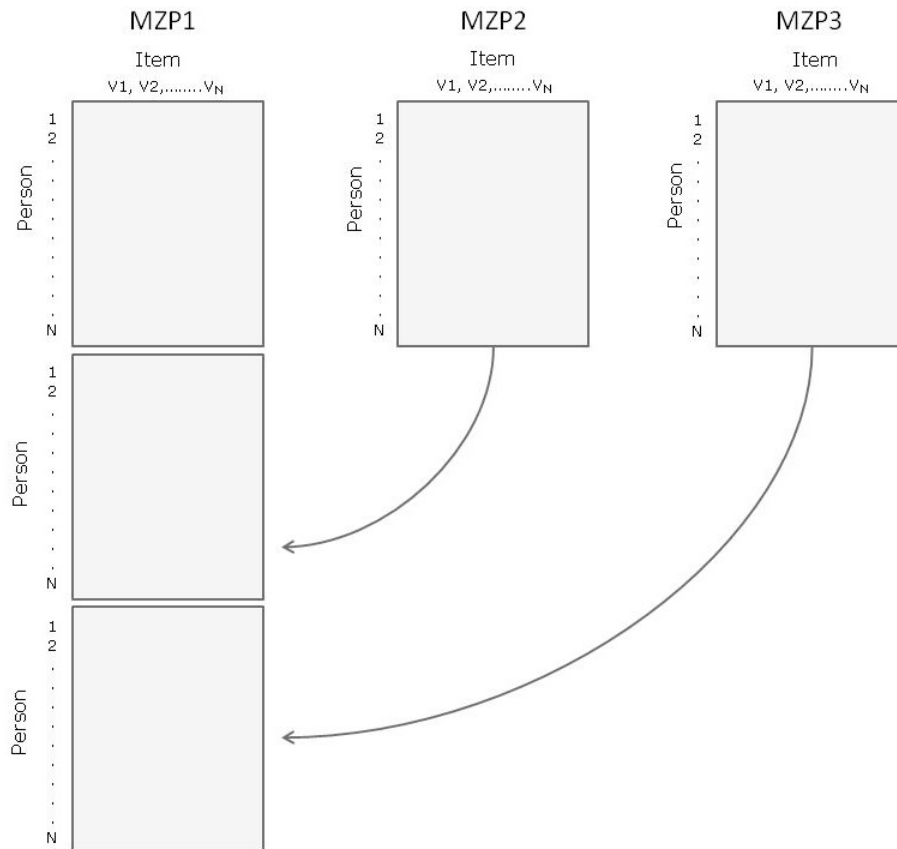 MZP1
Item
V1, V2,........VN
Person
1
2
.
.
.
.
.
.
.
.
.
N
MZP2
Item
V1, V2,........VN
Person
1
2
.
.
.
.
.
.
.
.
.
N
MZP3
Item
V1, V2,........VN
Person
1
2
.
.
.
.
.
.
.
.
.
N
Person
1
2
.
.
.
.
.
.
.
.
.
N
Person
1
2
.
.
.
.
.
.
.
.
.
N